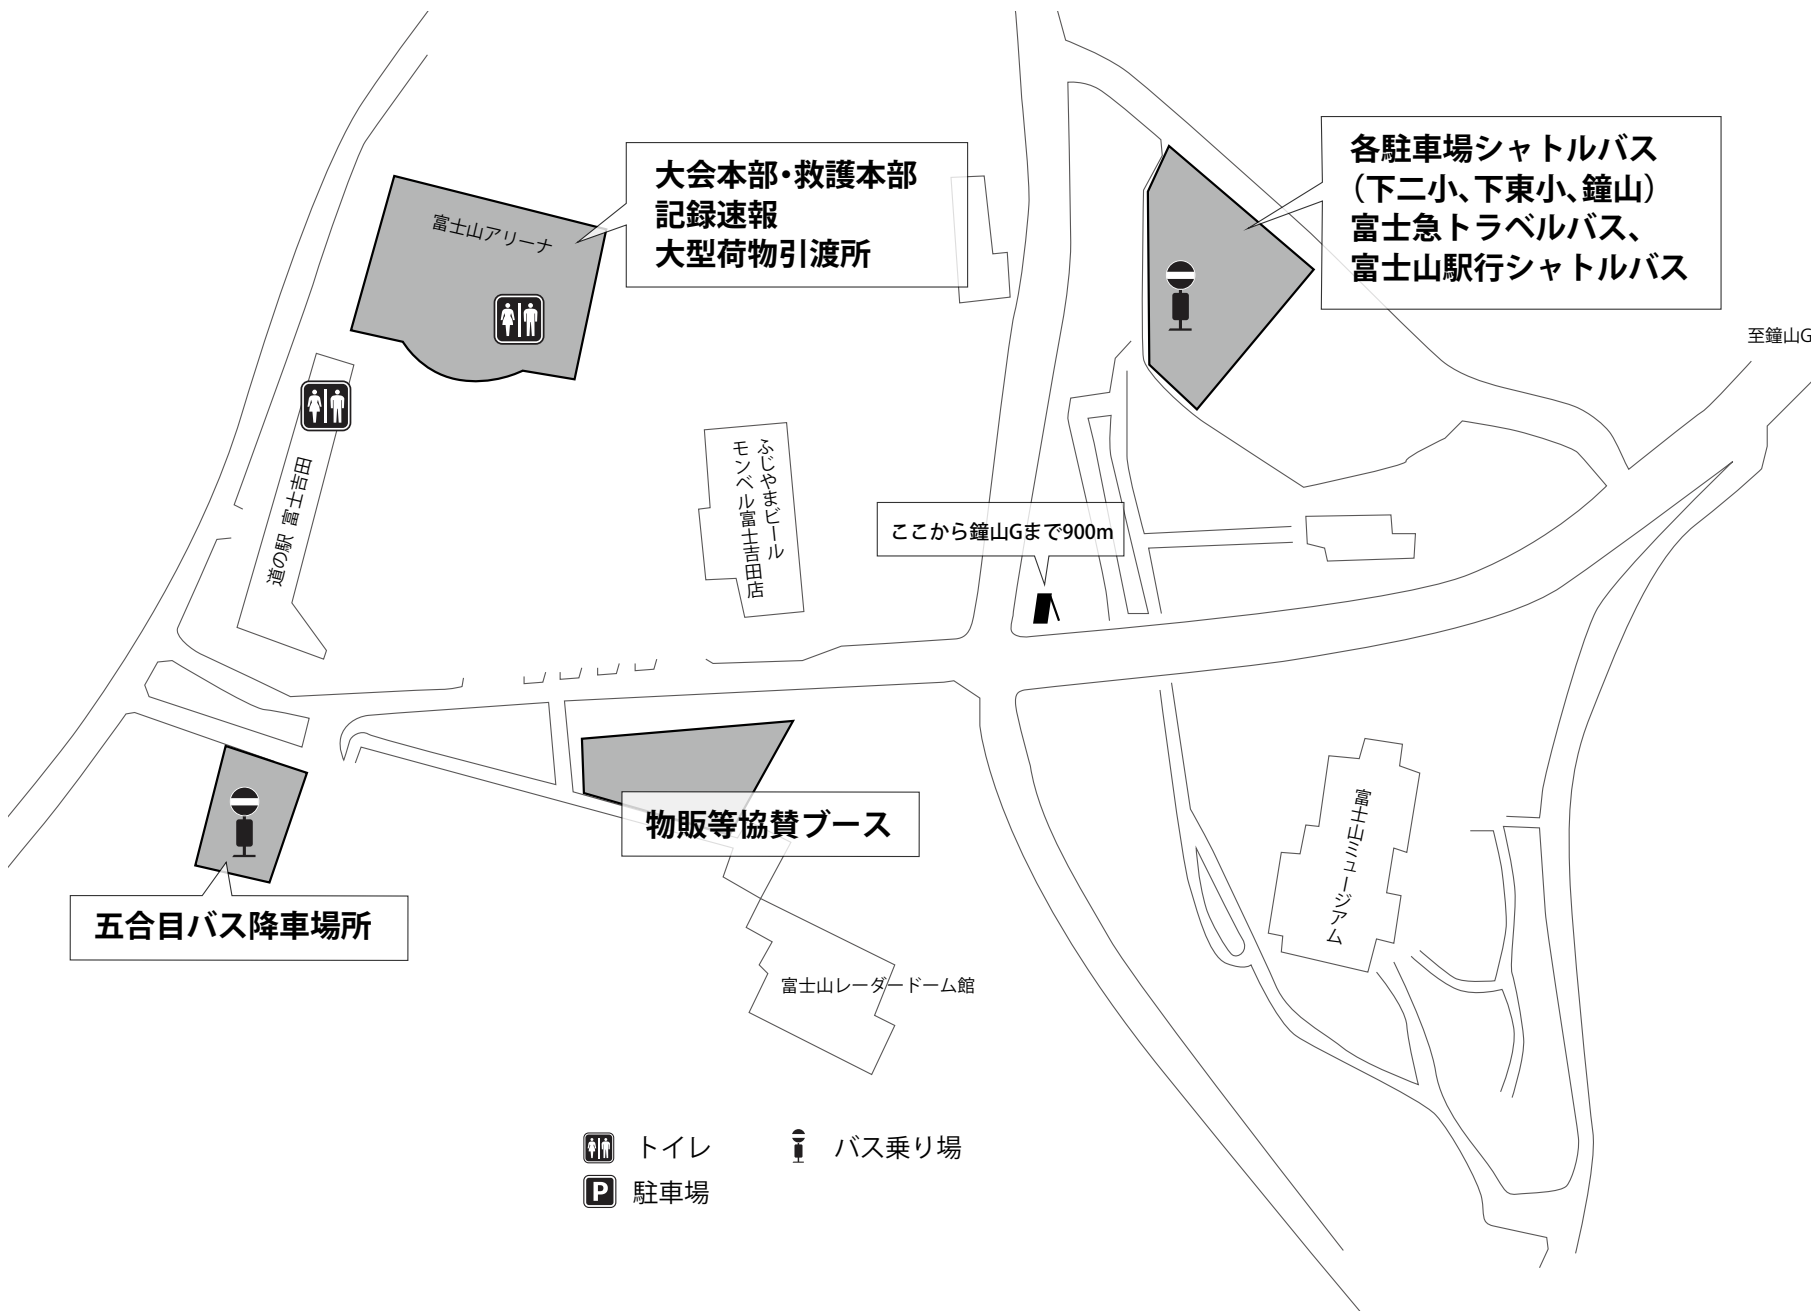 大会本部・救護本部
記録速報
大型荷物引渡所
富士山アリーナ
各駐車場シャトルバス
（下二小、下東小、鐘山）
富士急トラベルバス、
富士山駅行シャトルバス
至鐘山G
道の駅 富士吉田
ふじやまビール
モンベル富士吉田店
ここから鐘山Gまで900m
物販等協賛ブース
五合目バス降車場所
富士山ミュージアム
富士山レーダードーム館
トイレ
バス乗り場
P 駐車場